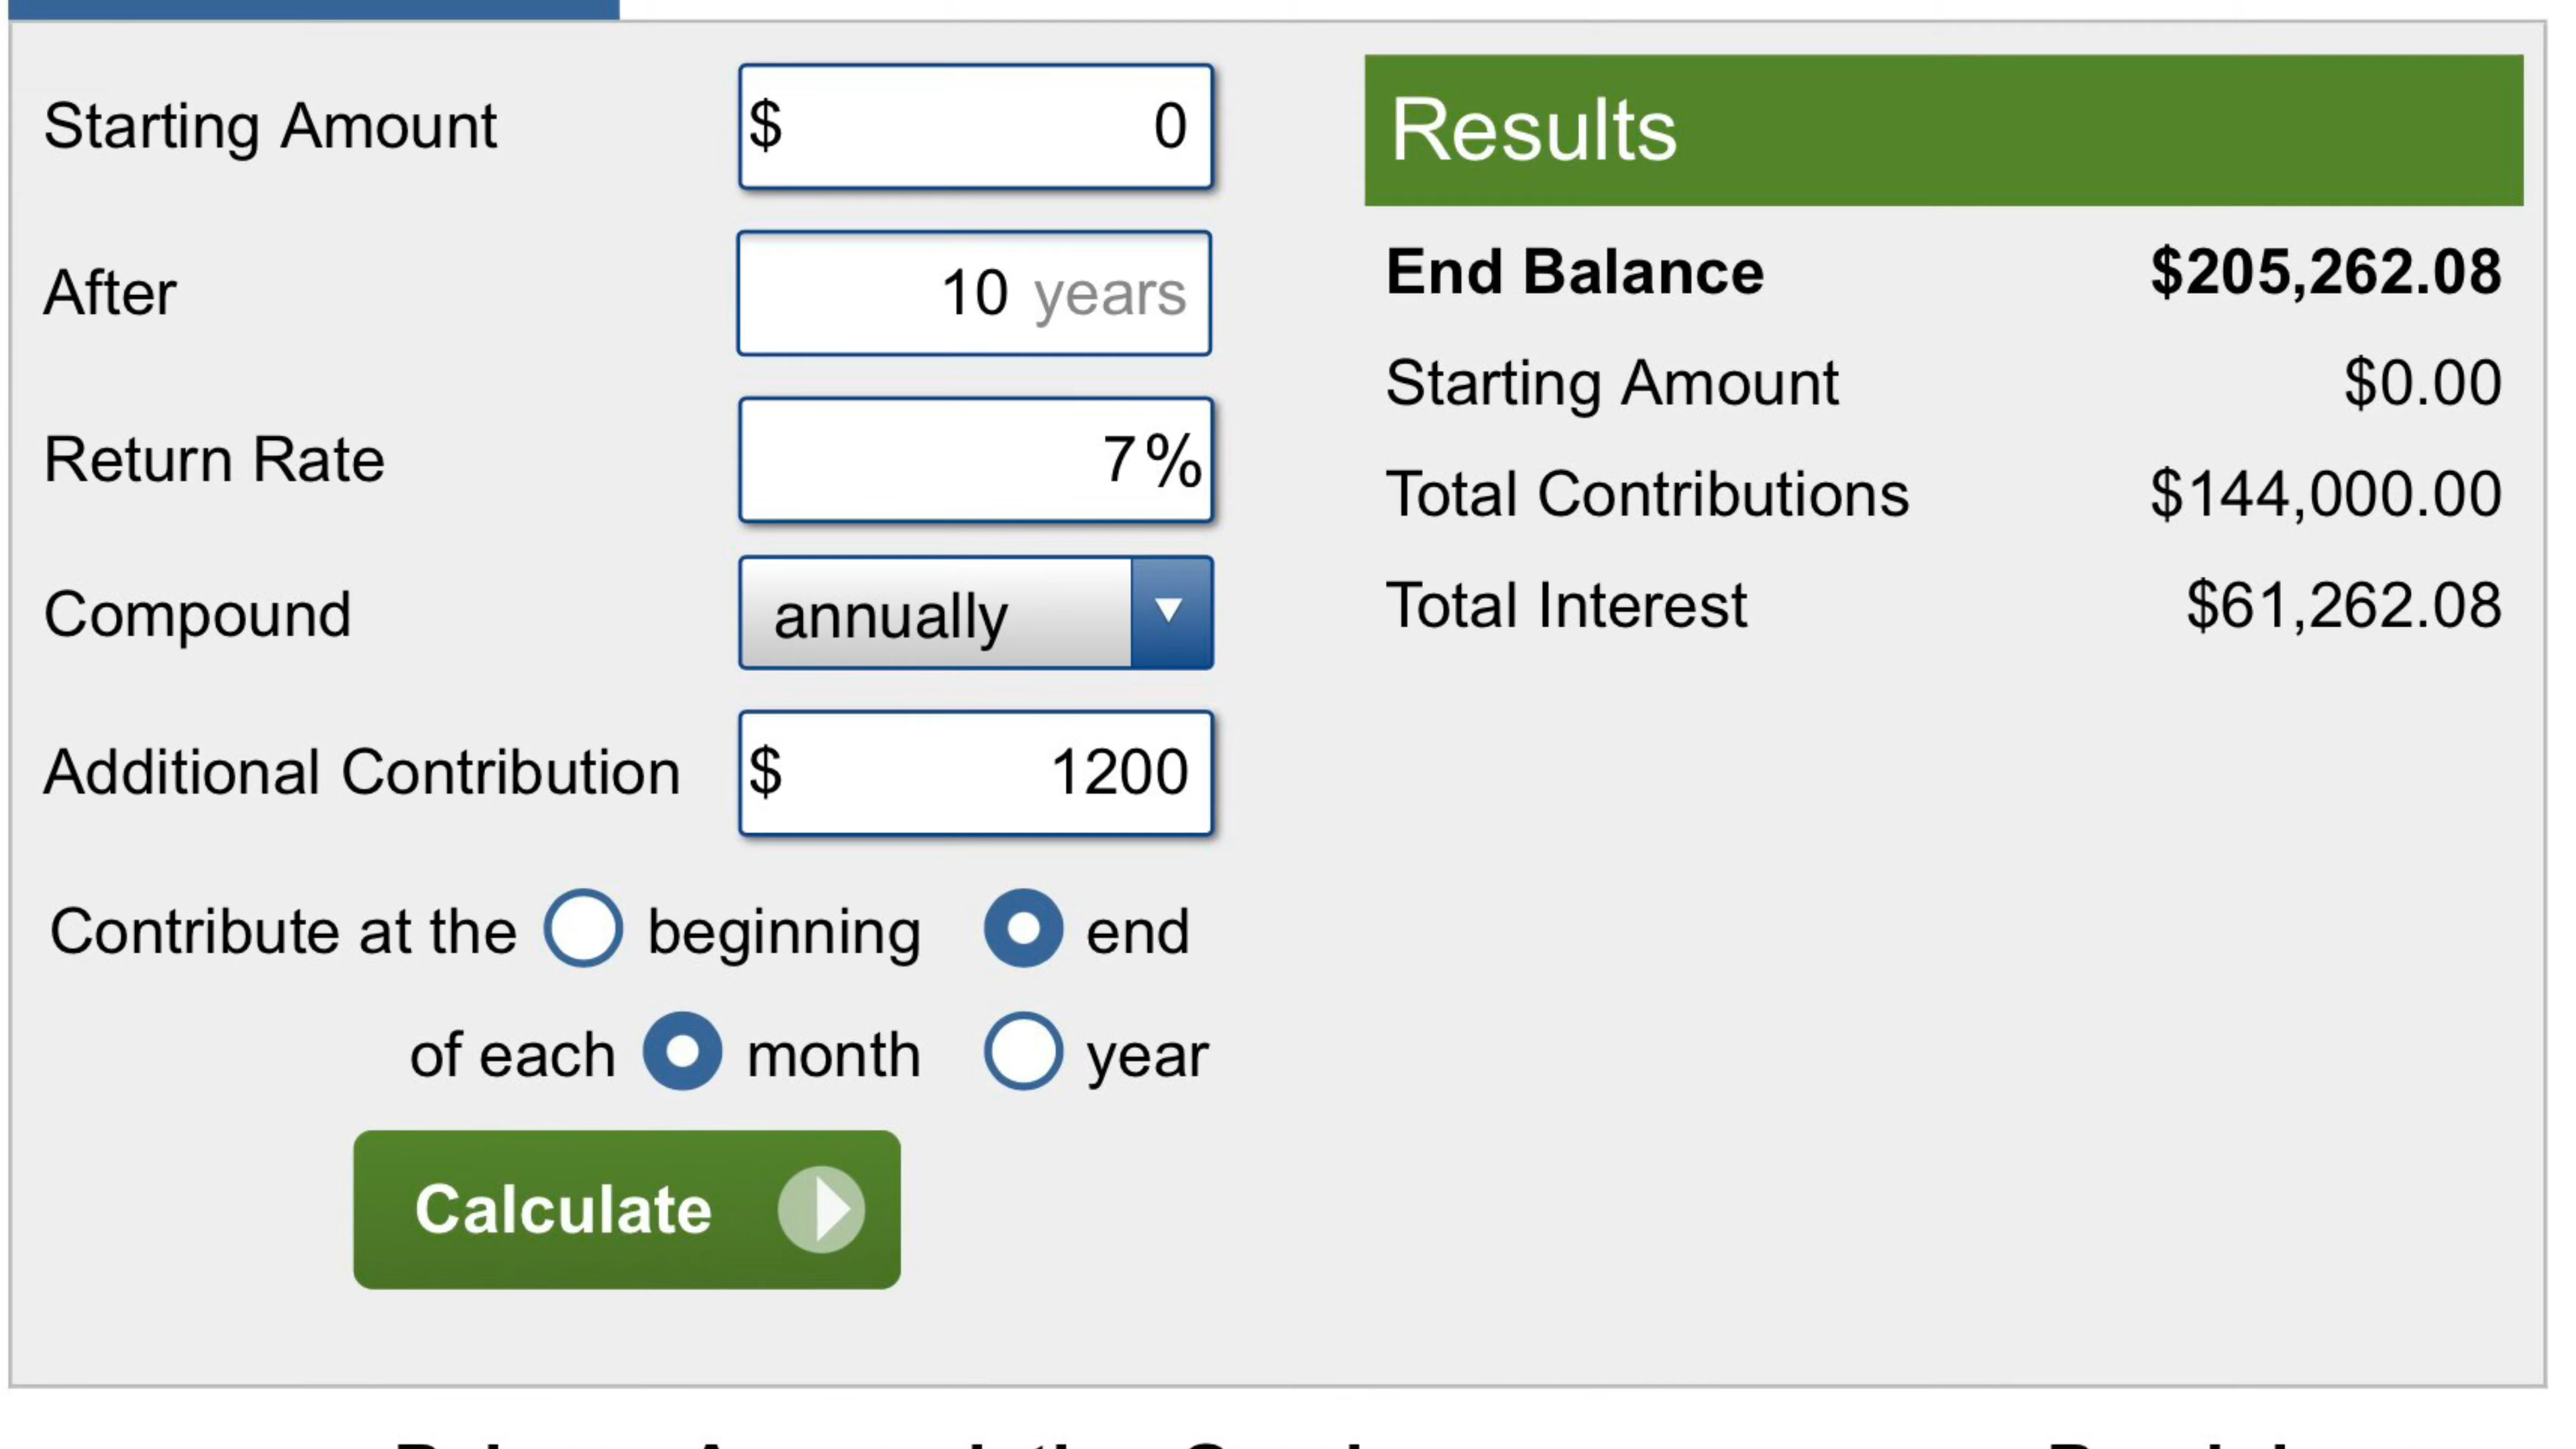 Starting Amount
$ 0
After
10 years
Return Rate
7%
Compound
annually
Additional Contribution
$ 1200
Contribute at the beginning end
of each month year
Calculate
Results
End Balance $205,262.08
Starting Amount $0.00
Total Contributions $144,000.00
Total Interest $61,262.08